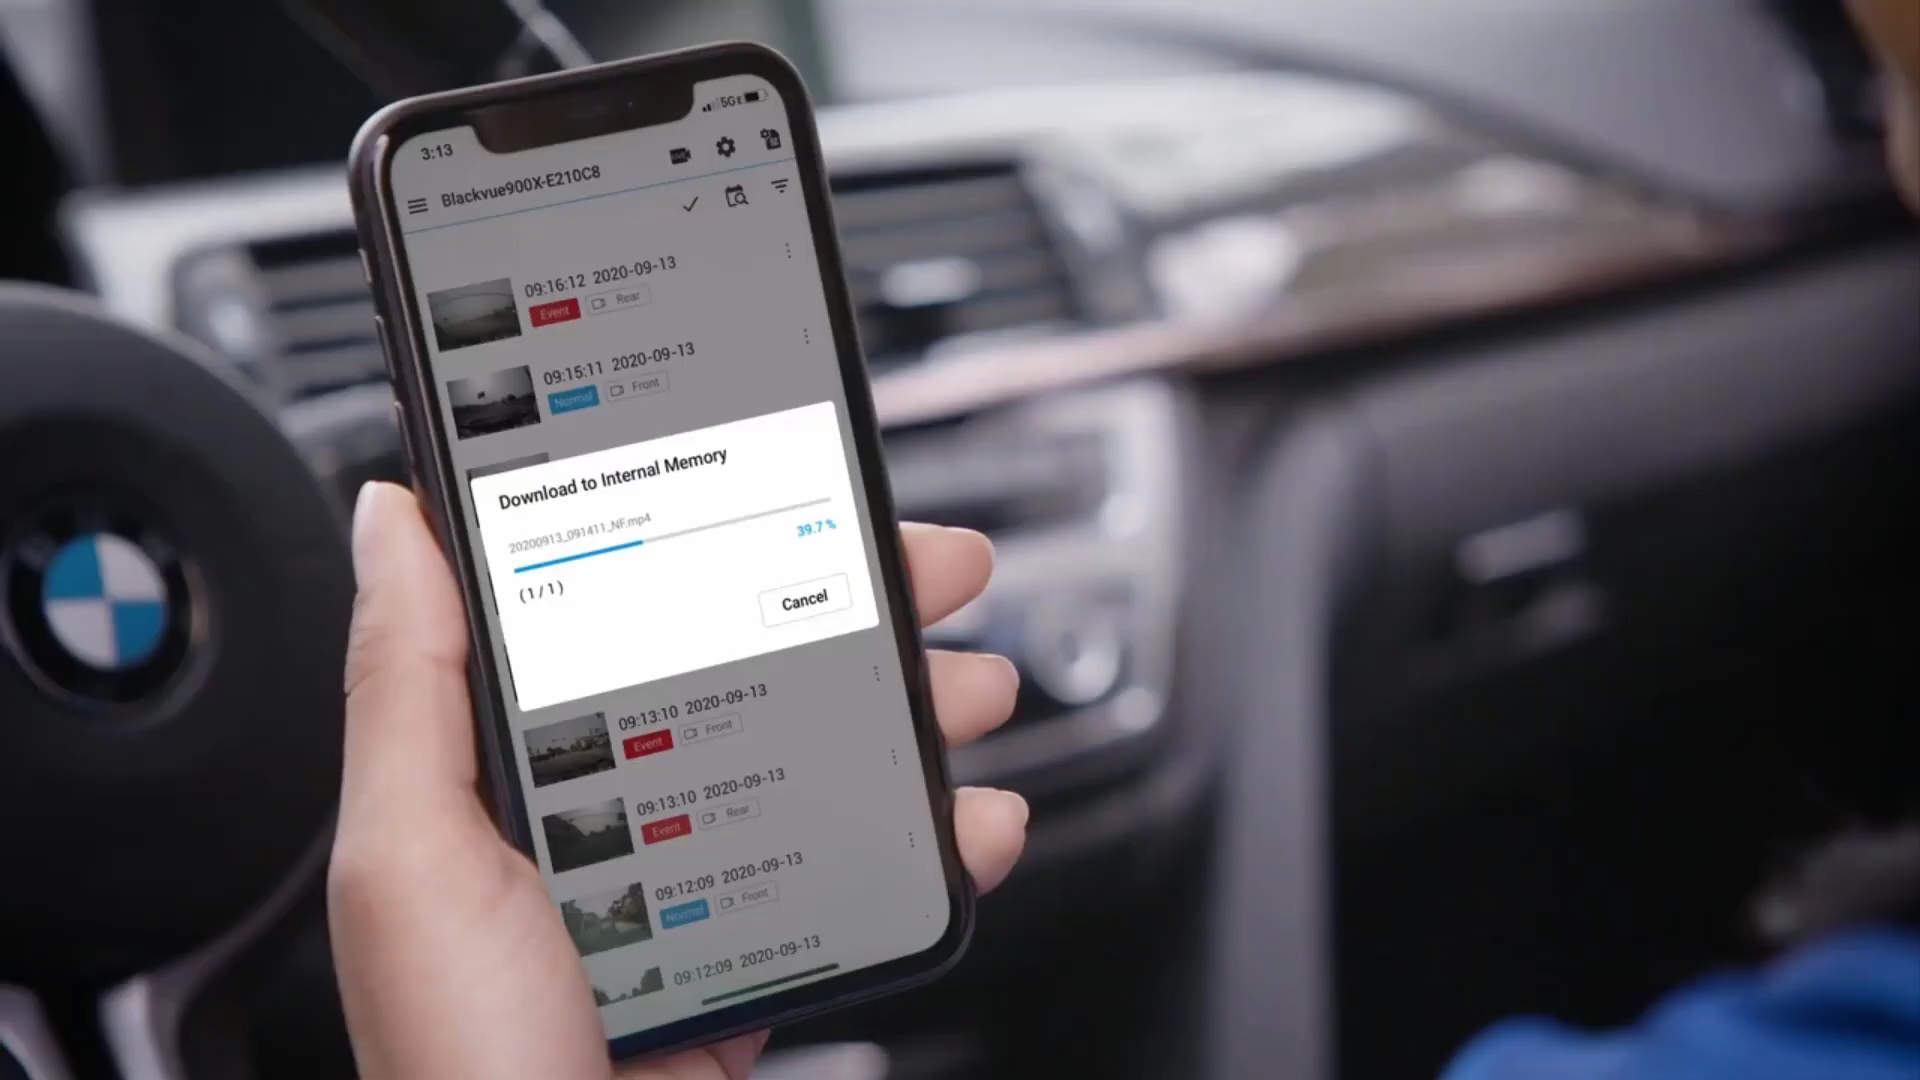 3:13
5GE
Blackvue900X-E210C8
09:16:12 2020-09-13
Event Rear
09:15:11 2020-09-13
Normal Front
Download to Internal Memory
20200913_091411_NF.mp4
39.7 %
( 1 / 1 )
Cancel
09:13:10 2020-09-13
Event Front
09:13:10 2020-09-13
Event Rear
09:12:09 2020-09-13
Normal Front
09:12:09 2020-09-13